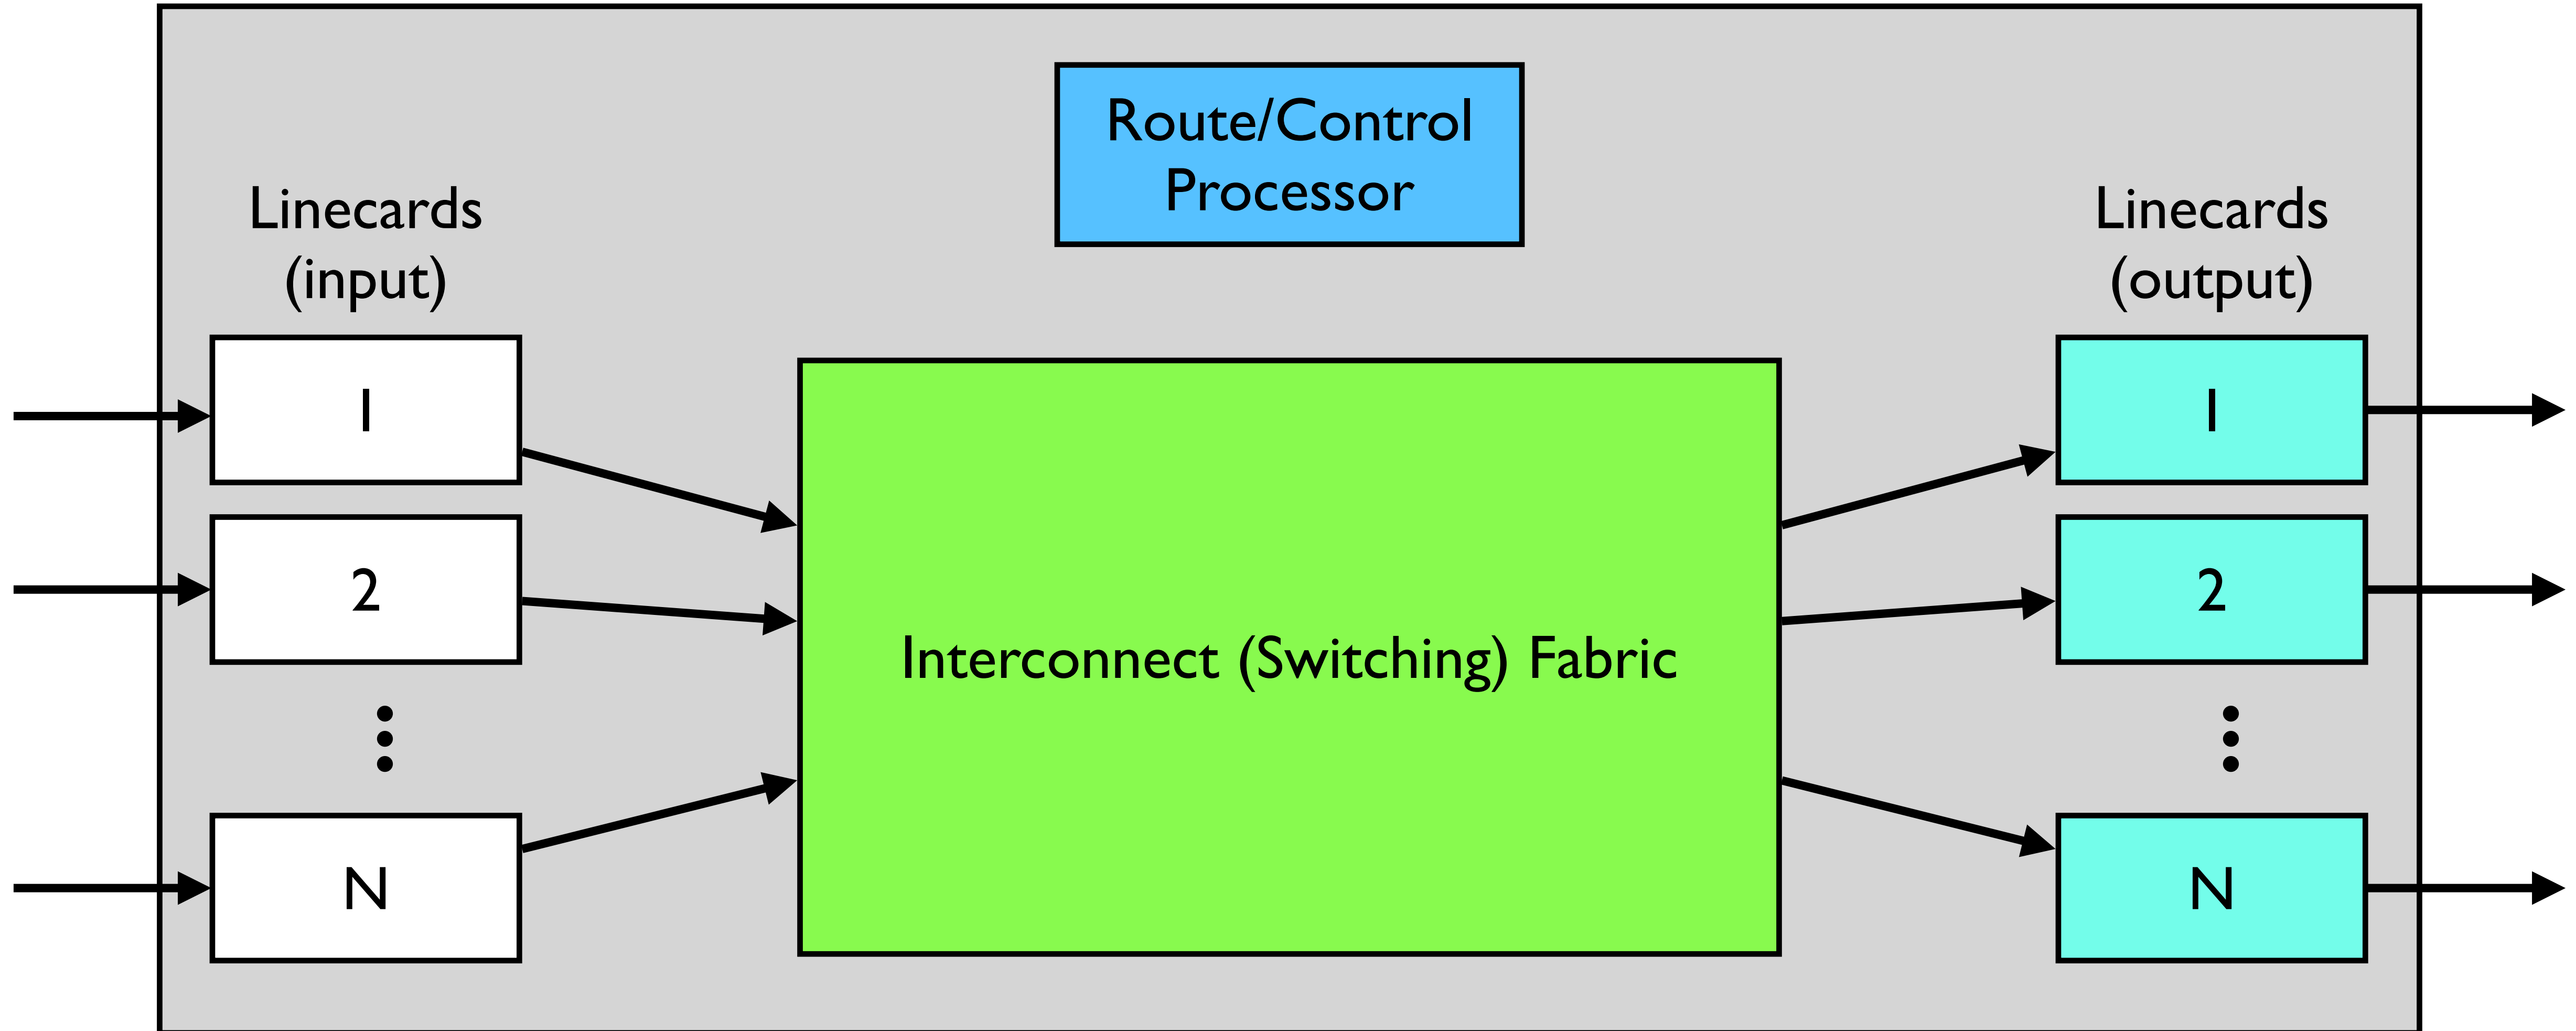 Route/Control
Processor
Linecards
(input)
Linecards
(output)
1
1
2
2
Interconnect (Switching) Fabric
N
N